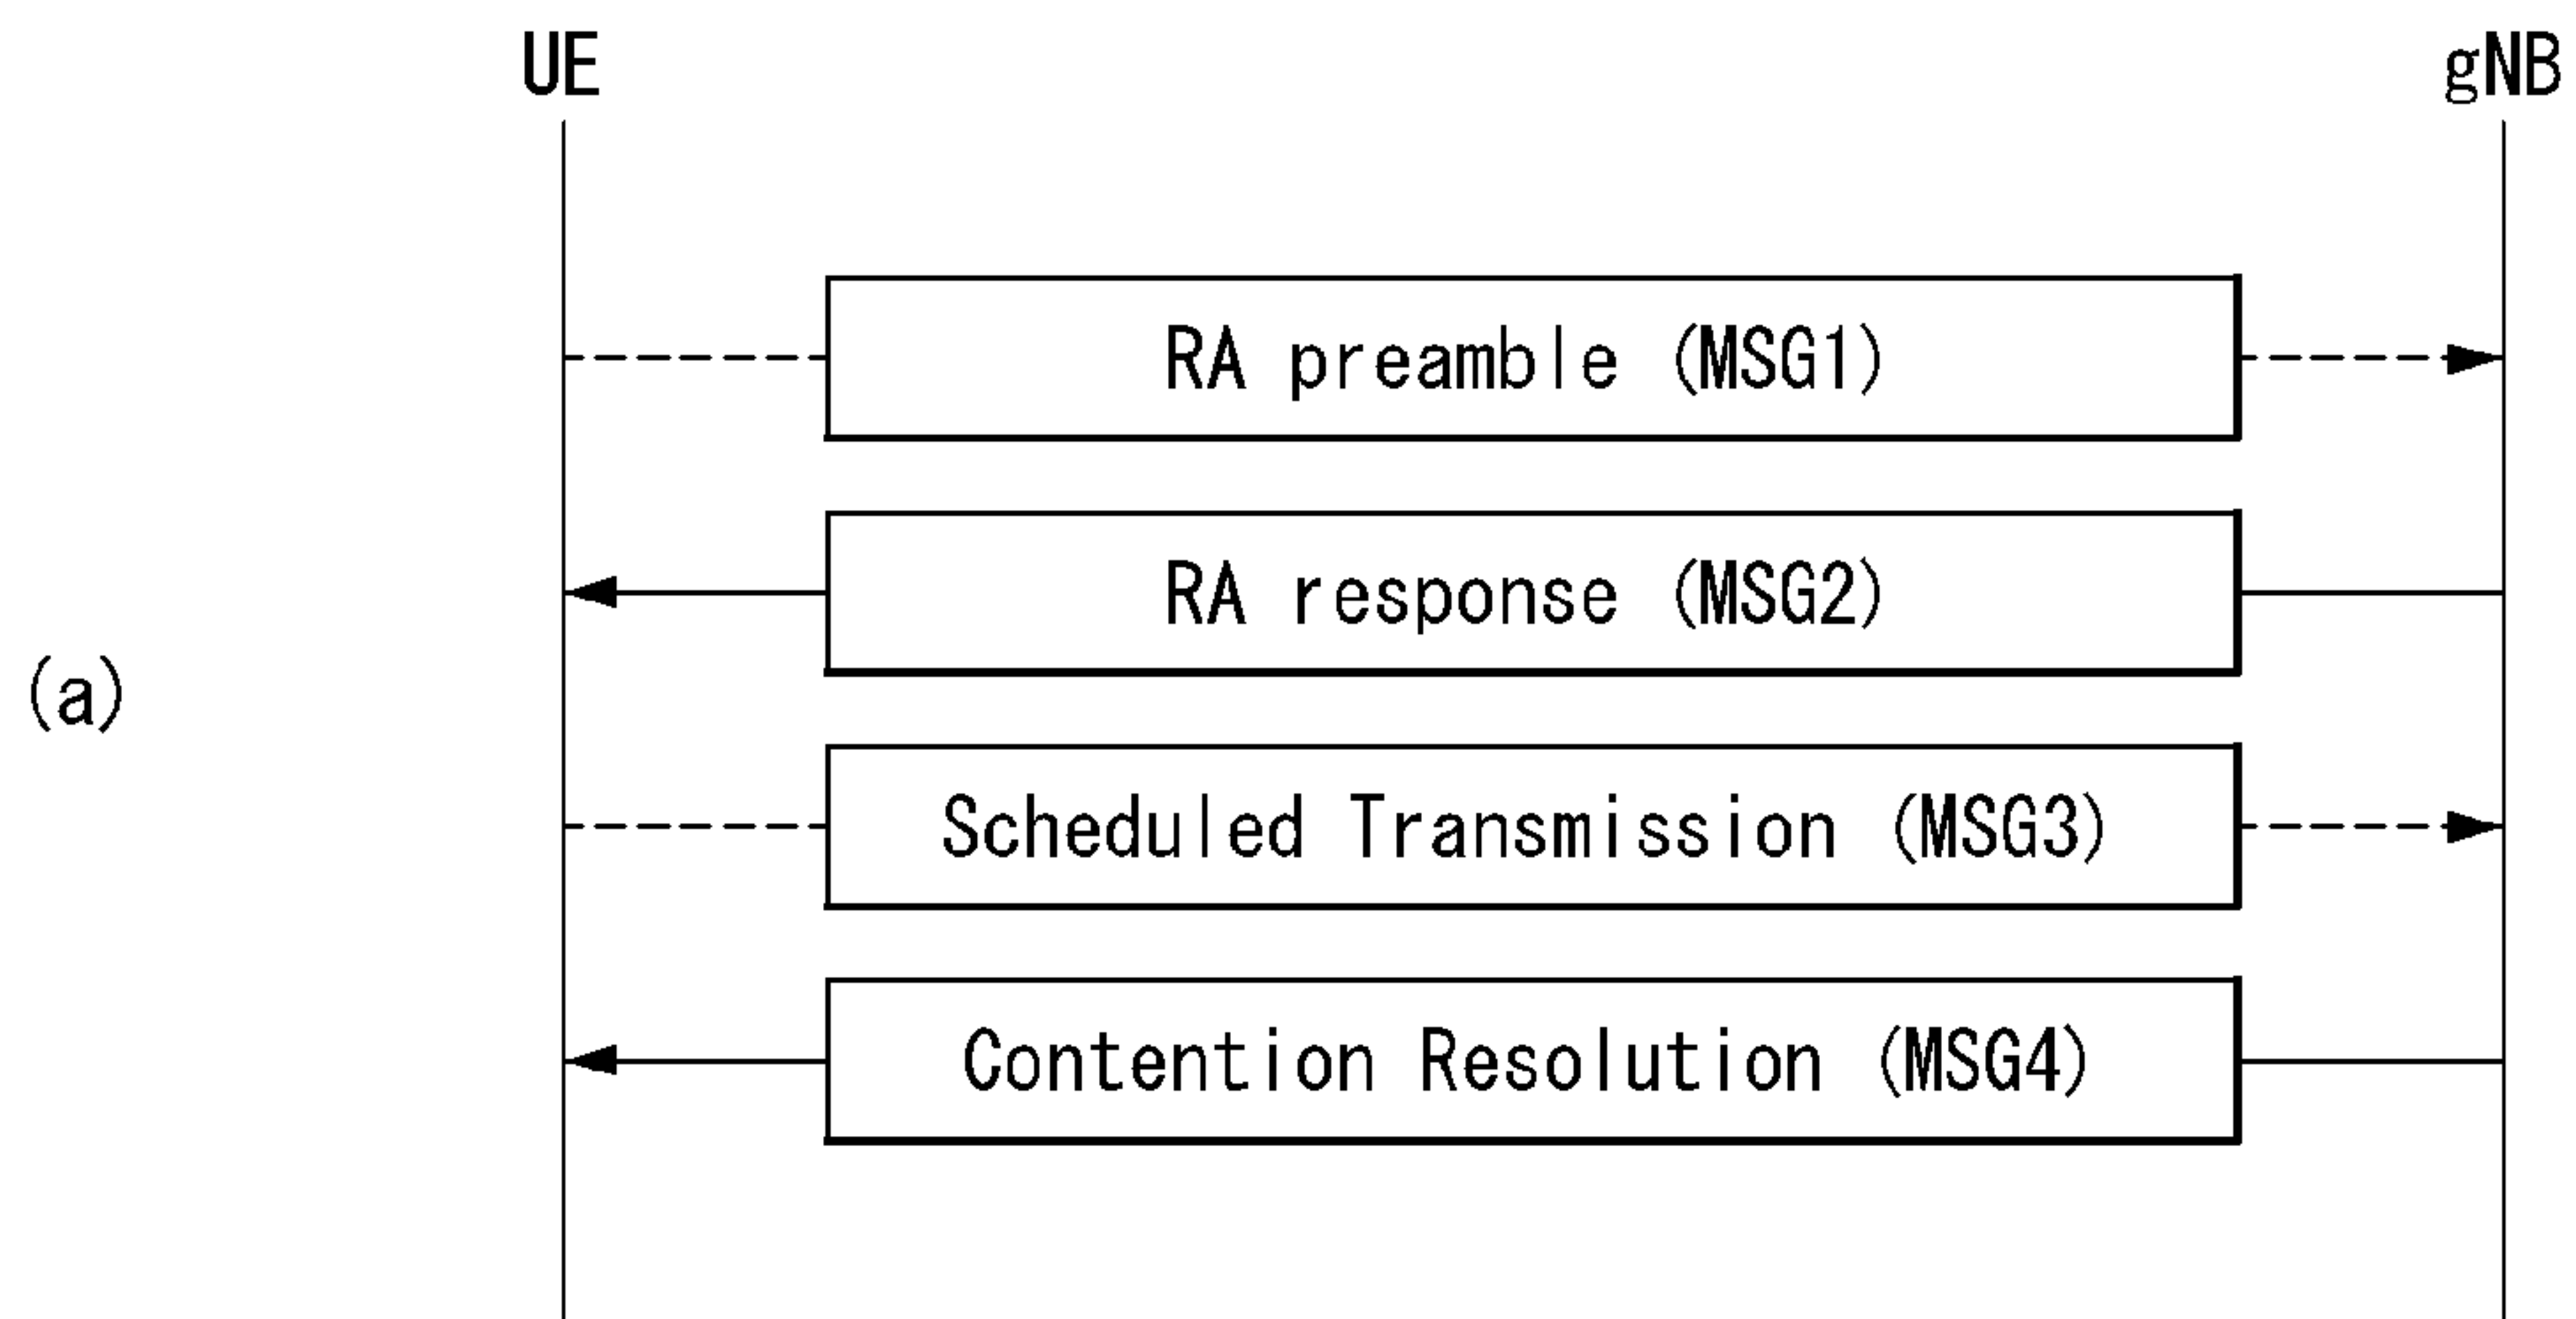 UE
gNB
RA preamble (MSG1)
RA response (MSG2)
(a)
Scheduled Transmission (MSG3)
Contention Resolution (MSG4)